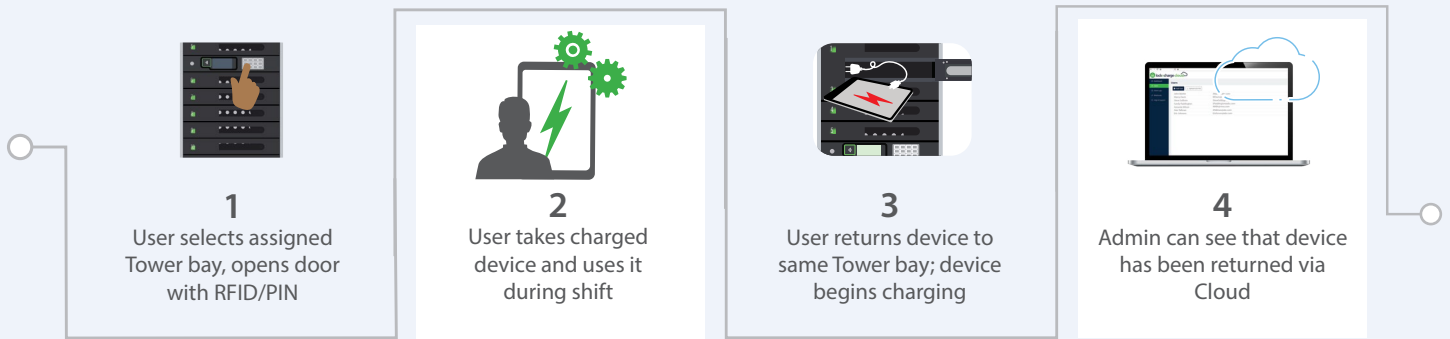 1
User selects assigned
Tower bay, opens door
with RFID/PIN
2
User takes charged
device and uses it
during shift
3
User returns device to
same Tower bay; device
begins charging
4
Admin can see that device
has been returned via
Cloud